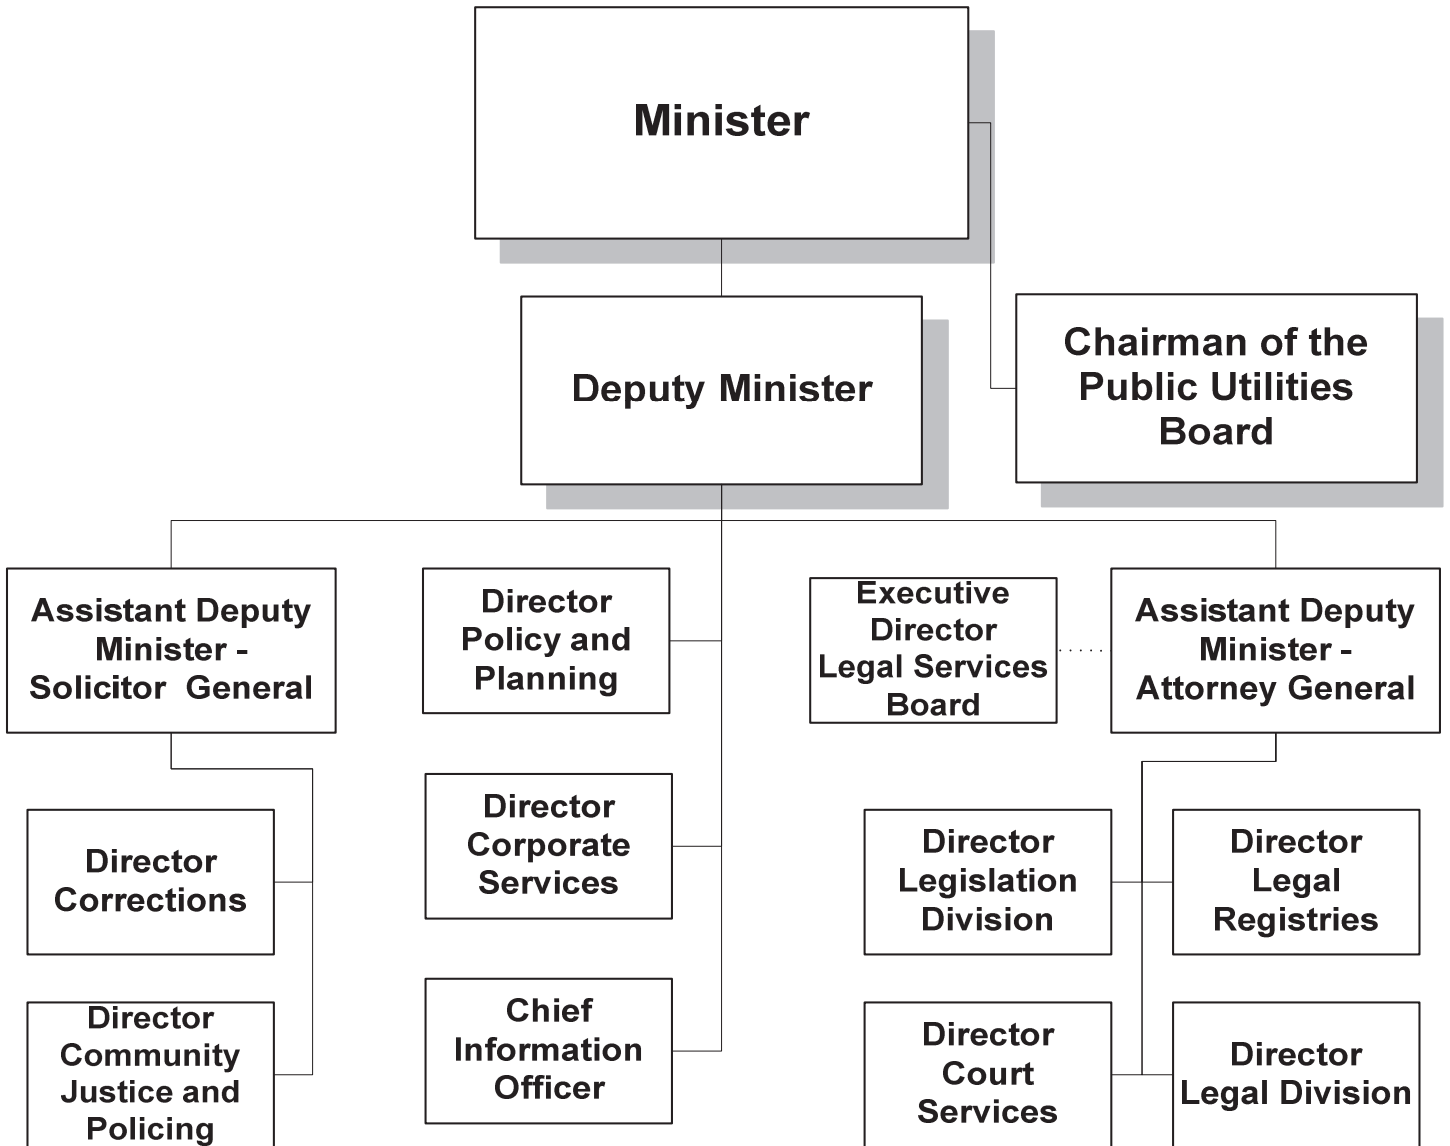 Minister
Deputy Minister
Chairman of the
Public Utilities
Board
Assistant Deputy
Minister -
Solicitor General
Director
Policy and
Planning
Executive
Director
Legal Services
Board
Assistant Deputy
Minister -
Attorney General
Director
Corrections
Director
Corporate
Services
Director
Legislation
Division
Director
Legal
Registries
Director
Community
Justice and
Policing
Chief
Information
Officer
Director
Court
Services
Director
Legal Division